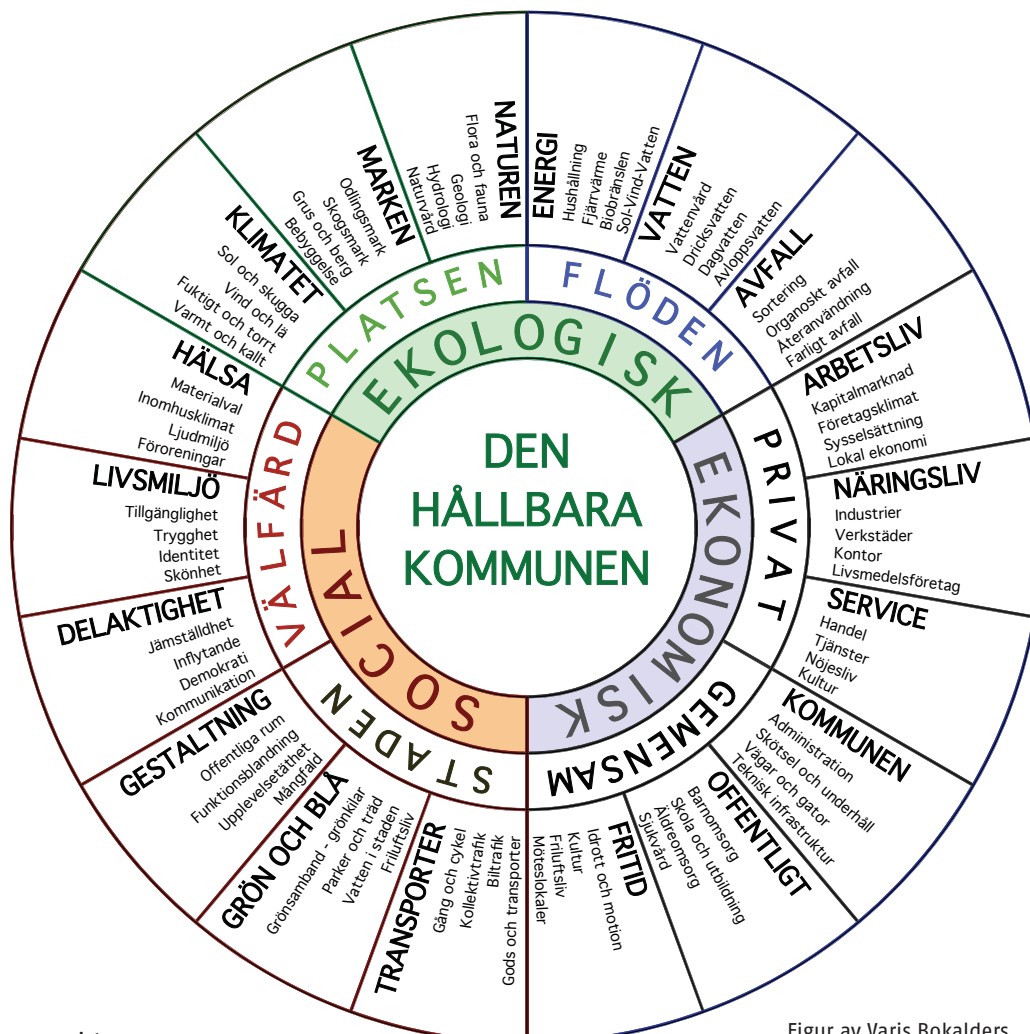 DEN
HÅLLBARA
KOMMUNEN
EKOLOGISK
EKONOMISK
SOCIAL
PLATSEN
FLÖDEN
PRIVAT
GEMENSAM
STADEN
VÄLFÄRD
ENERGI
Hushållning
Fjärrvärme
Biobränslen
Sol-Vind-Vatten
VATTEN
Vattenvård
Dricksvatten
Dagvatten
Avloppsvatten
AVFALL
Sortering
Organoskt avfall
Återanvändning
Farligt avfall
ARBETSLIV
Kapitalmarknad
Företagsklimat
Sysselsättning
Lokal ekonomi
NÄRINGSLIV
Industrier
Verkstäder
Kontor
Livsmedelsföretag
SERVICE
Handel
Tjänster
Nöjesliv
Kultur
KOMMUNEN
Administration
Skötsel och underhåll
Vägar och gator
Teknisk infrastruktur
OFFENTLIGT
Barnomsorg
Skola och utbildning
Äldreomsorg
Sjukvård
FRITID
Idrott och motion
Kultur
Friluftsliv
Möteslokaler
TRANSPORTER
Gång och cykel
Kollektivtrafik
Biltrafik
Gods och transporter
GRÖN OCH BLÅ
Grönsamband - grönkilar
Parker och träd
Vatten i staden
Friluftsliv
GESTALTNING
Offentliga rum
Funktionsblandning
Upplevelsetäthet
Mångfald
DELAKTIGHET
Jämställdhet
Inflytande
Demokrati
Kommunikation
LIVSMILJÖ
Tillgänglighet
Trygghet
Identitet
Skönhet
HÄLSA
Materialval
Inomhusklimat
Ljudmiljö
Föroreningar
KLIMATET
Sol och skugga
Vind och lä
Fuktigt och torrt
Varmt och kallt
MARKEN
Odlingsmark
Skogsmark
Grus och berg
Bebyggelse
NATUREN
Flora och fauna
Geologi
Hydrologi
Naturvård
Figur av Varis Bokalders